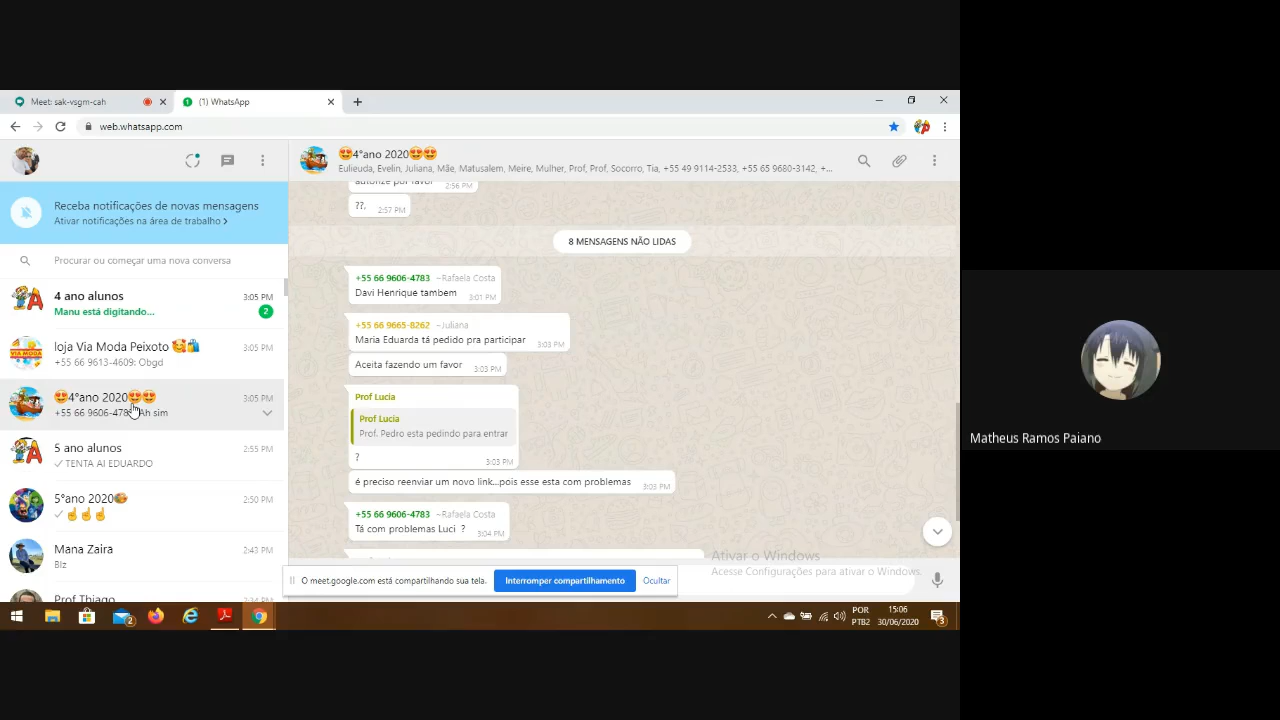 Meet: sak-vsgm-cah
(1) WhatsApp
web.whatsapp.com
Receba notificações de novas mensagens
Ativar notificações na área de trabalho >
Procurar ou começar uma nova conversa
4 ano alunos 3:05 PM
Manu está digitando... 2
loja Via Moda Peixoto 🥰🛍️ 3:05 PM
+55 66 9613-4609: Obgd
😍4°ano 2020😍😍 3:05 PM
Ah sim
5 ano alunos 2:55 PM
TENTA AI EDUARDO
5°ano 2020 2:50 PM
☝️☝️☝️
Mana Zaira 2:43 PM
Blz
Prof Thiago
😍4°ano 2020😍😍
Eulieuda, Evelin, Juliana, Mãe, Matusalem, Meire, Mulher, Prof, Prof, Socorro, Tia, +55 49 9114-2533, +55 65 9680-3142, +...
autorize por favor 2:56 PM
??. 2:57 PM
8 MENSAGENS NÃO LIDAS
+55 66 9606-4783 ~Rafaela Costa
Davi Henrique tambem 3:01 PM
+55 66 9665-8262 ~Juliana
Maria Eduarda tá pedido pra participar 3:03 PM
Aceita fazendo um favor 3:03 PM
Prof Lucia
Prof Lucia
Prof. Pedro esta pedindo para entrar
? 3:03 PM
é preciso reenviar um novo link...pois esse esta com problemas 3:03 PM
+55 66 9606-4783 ~Rafaela Costa
Tá com problemas Luci ? 3:04 PM
Ativar o Windows
Acesse Configurações para ativar o Windows.
O meet.google.com está compartilhando sua tela.
Interromper compartilhamento
Ocultar
POR
PTB2
15:06
30/06/2020
Matheus Ramos Paiano